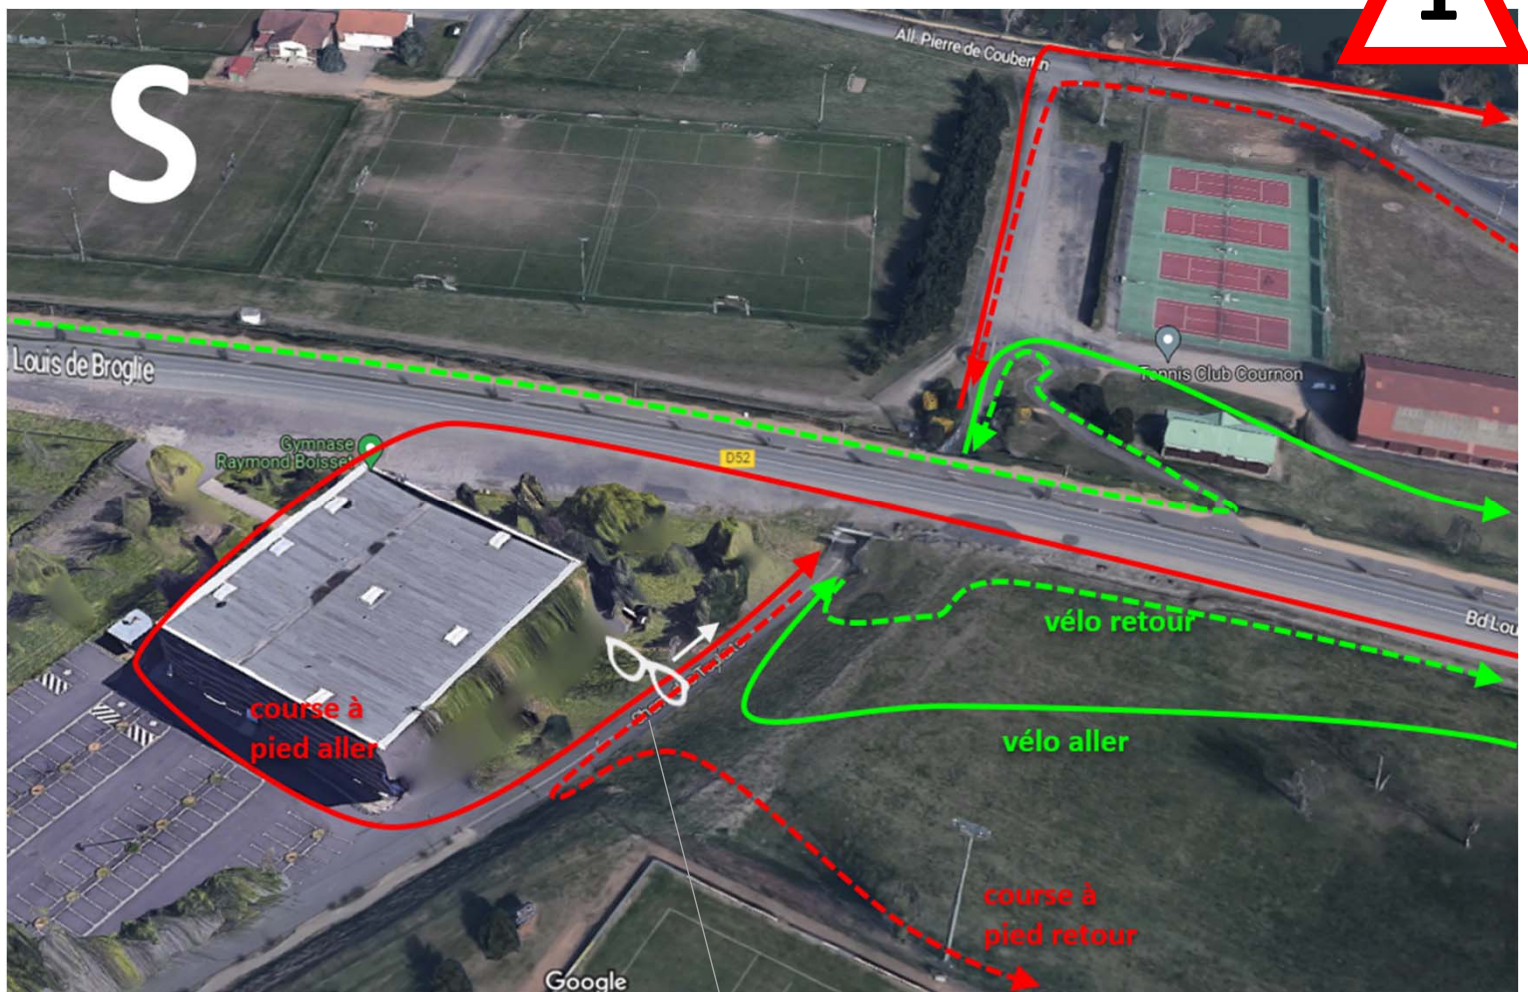 1
S
All. Pierre de Coubertin
Louis de Broglie
Tennis Club Cournon
Gymnase
Raymond Boisset
D52
Bd Lou
vélo retour
vélo aller
course à
pied aller
course à
pied retour
Google